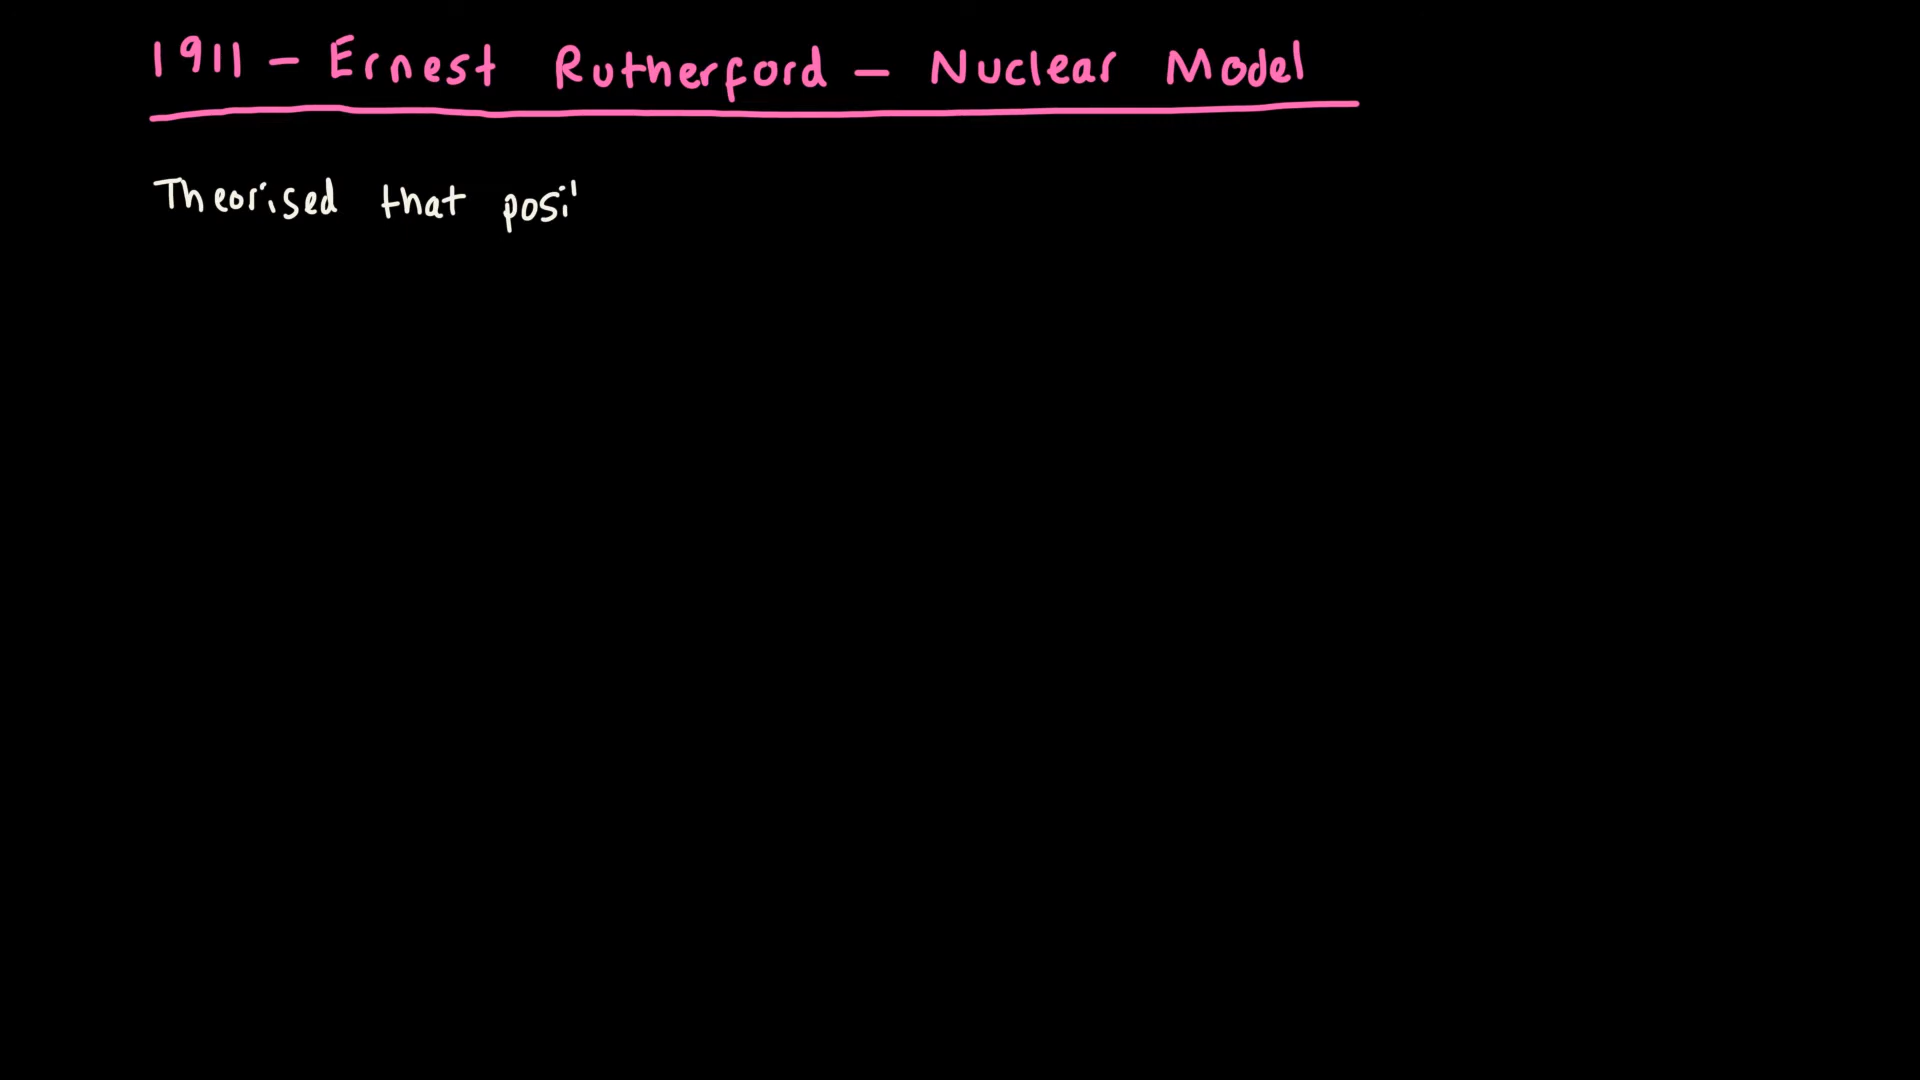 1911 - Ernest Rutherford - Nuclear Model
Theorised that posi